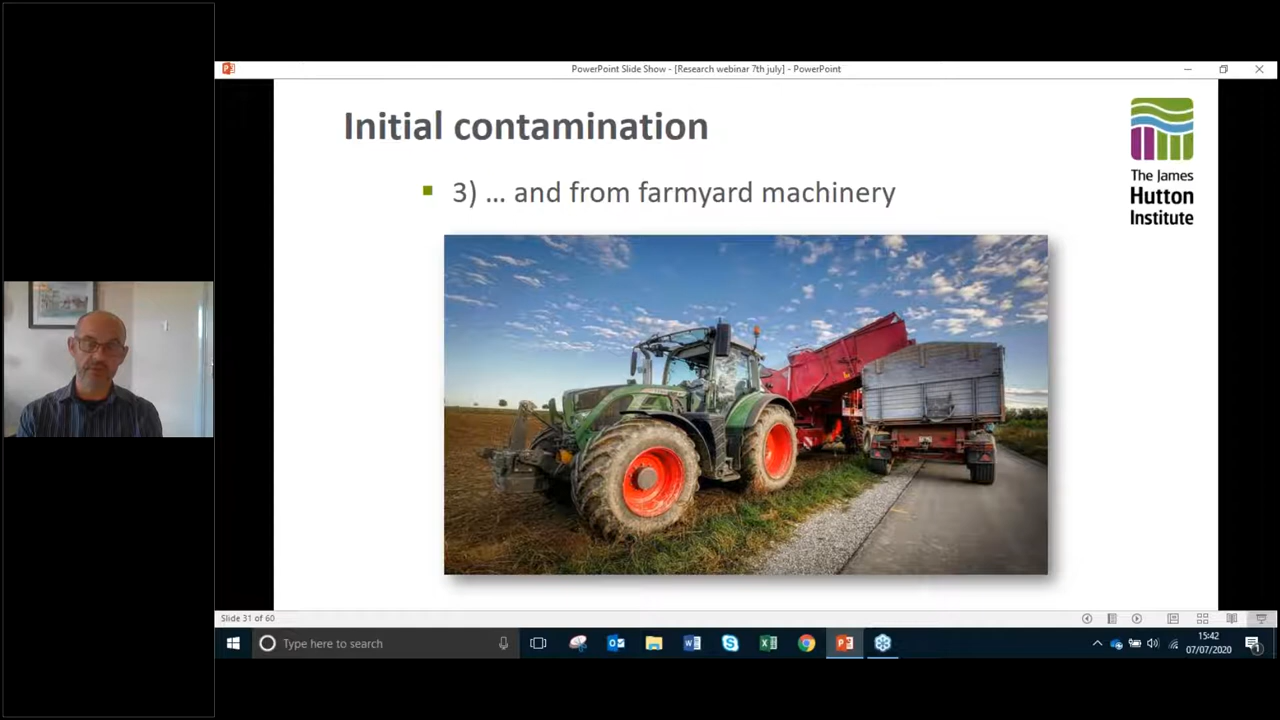 PowerPoint Slide Show - [Research webinar 7th july] - PowerPoint
Initial contamination
3) ... and from farmyard machinery
The James
Hutton
Institute
Slide 31 of 60
Type here to search
15:42
07/07/2020
1